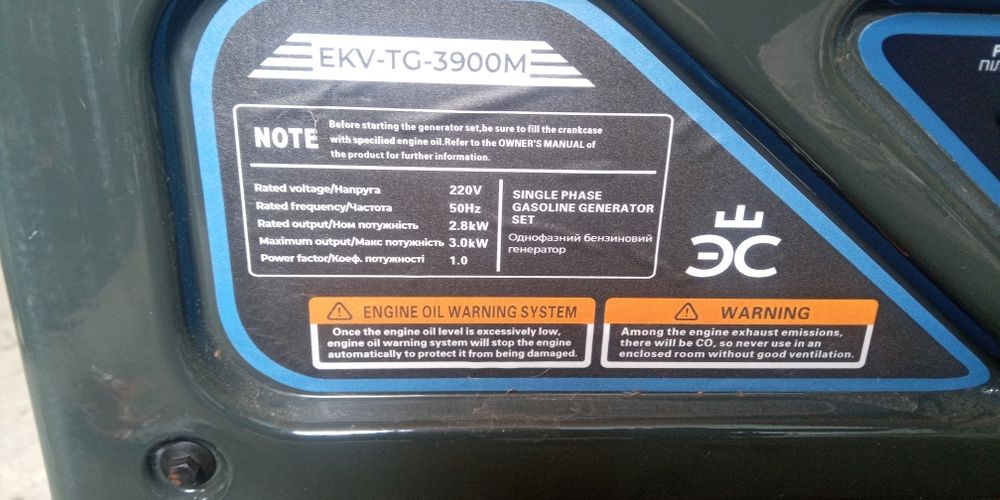 EKV-TG-3900M
NOTE
Before starting the generator set,be sure to fill the crankcase
with specified engine oil.Refer to the OWNER'S MANUAL of
the product for further information.
Rated voltage/Напруга 220V
Rated frequency/Частота 50Hz
Rated output/Ном потужність 2.8kW
Maximum output/Макс потужність 3.0kW
Power factor/Коеф. потужності 1.0
SINGLE PHASE
GASOLINE GENERATOR
SET
Однофазний бензиновий
генератор
ЭС
ENGINE OIL WARNING SYSTEM
Once the engine oil level is excessively low,
engine oil warning system will stop the engine
automatically to protect it from being damaged.
WARNING
Among the engine exhaust emissions,
there will be CO, so never use in an
enclosed room without good ventilation.